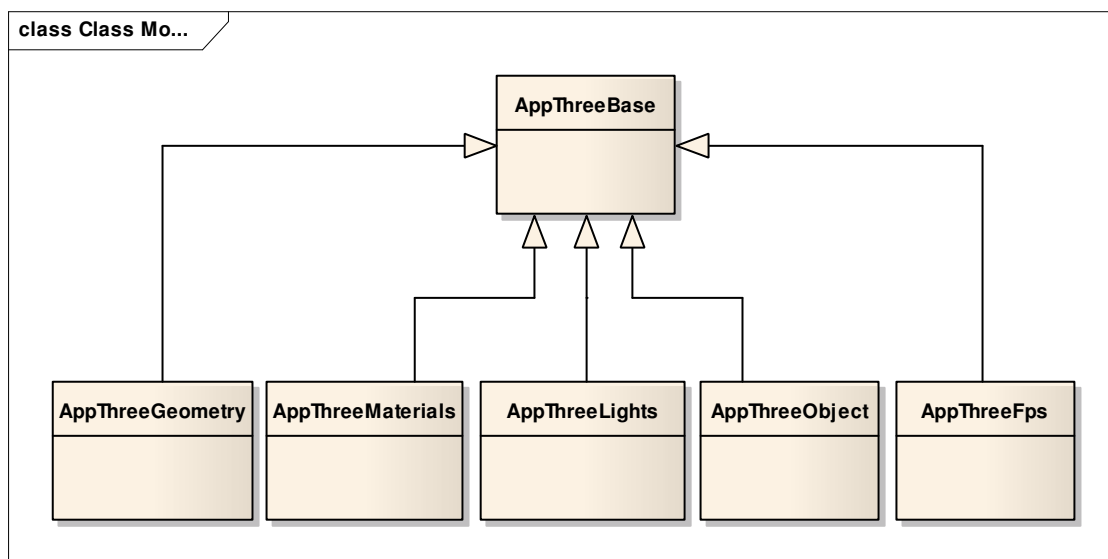 class Class Mo...
AppThreeBase
AppThreeGeometry
AppThreeMaterials
AppThreeLights
AppThreeObject
AppThreeFps